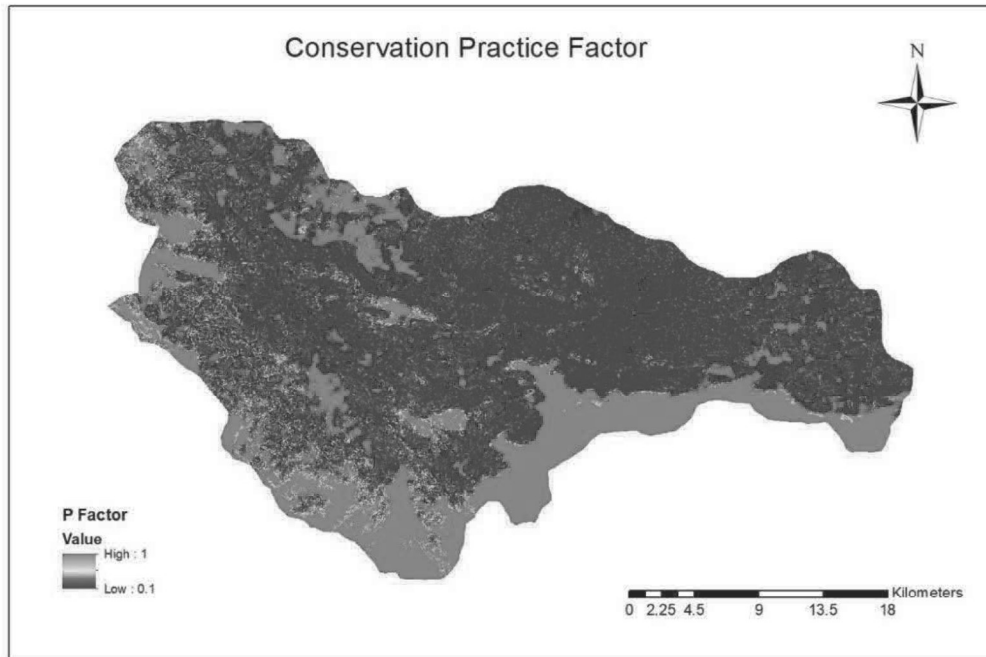 Conservation Practice Factor
N
P Factor
Value
High : 1
Low : 0.1
Kilometers
0 2.25 4.5 9 13.5 18